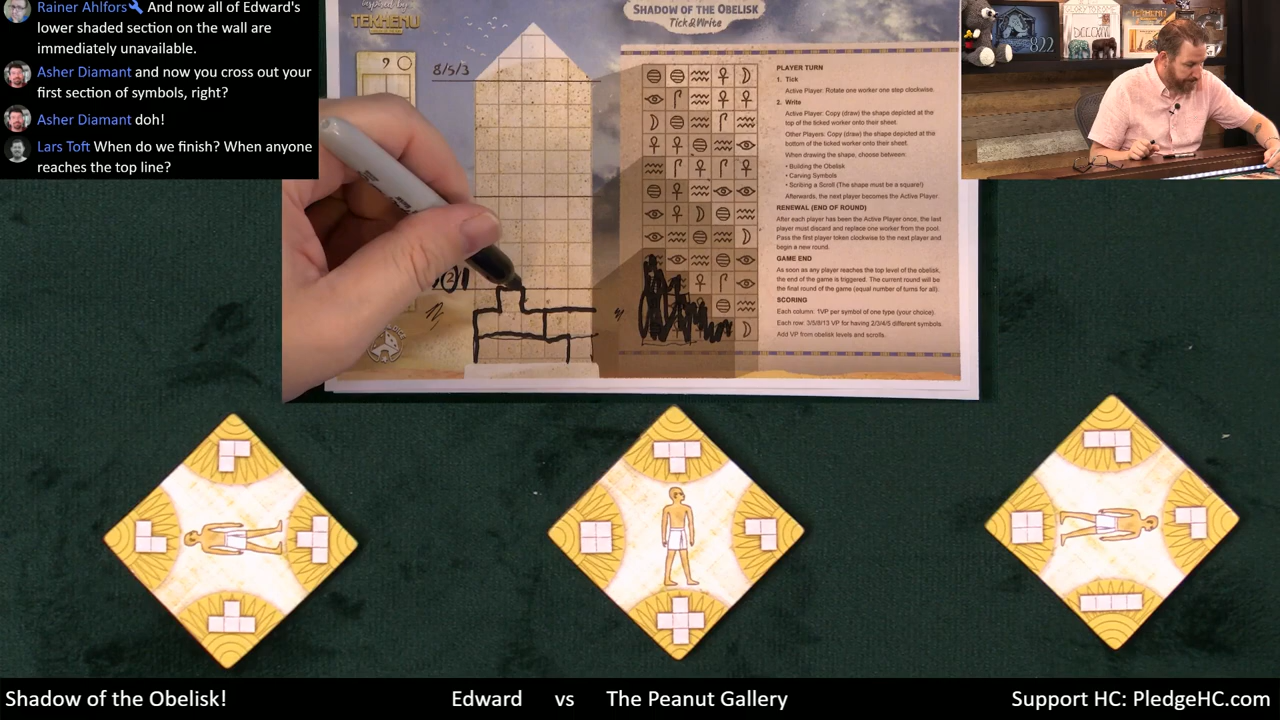 Rainer Ahlfors And now all of Edward's
lower shaded section on the wall are
immediately unavailable.
Asher Diamant and now you cross out your
first section of symbols, right?
Asher Diamant doh!
Lars Toft When do we finish? When anyone
reaches the top line?
inspired by
TEKHENU
9
8/5/3
SHADOW OF THE OBELISK
Tick&Write
PLAYER TURN
1. Tick
Active Player: Rotate one worker one step clockwise.
2. Write
Active Player: Copy (draw) the shape depicted at the
top of the ticked worker onto their sheet.
Other Players: Copy (draw) the shape depicted at the
bottom of the ticked worker onto their sheet.
When drawing the shape, choose between:
• Building the Obelisk
• Carving Symbols
• Scribing a Scroll (The shape must be a square!)
Afterwards, the next player becomes the Active Player.
RENEWAL (END OF ROUND)
After each player has been the Active Player once, the last
player must discard and replace one worker from the pool.
Pass the first player token clockwise to the next player and
begin a new round.
GAME END
As soon as any player reaches the top level of the obelisk,
the end of the game is triggered. The current round will be
the final round of the game (equal number of turns for all).
SCORING
Each column: 1VP per symbol of one type (your choice).
Each row: 3/5/8/13 VP for having 2/3/4/5 different symbols.
Add VP from obelisk levels and scrolls.
822
Shadow of the Obelisk! Edward vs The Peanut Gallery Support HC: PledgeHC.com